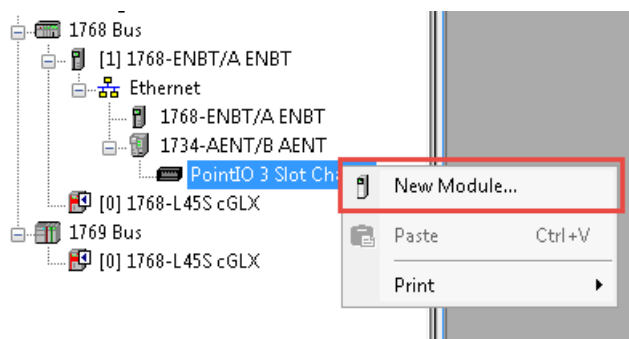 1768 Bus
[1] 1768-ENBT/A ENBT
Ethernet
1768-ENBT/A ENBT
1734-AENT/B AENT
PointIO 3 Slot Cha
New Module...
[0] 1768-L45S cGLX
Paste Ctrl+V
1769 Bus
[0] 1768-L45S cGLX
Print